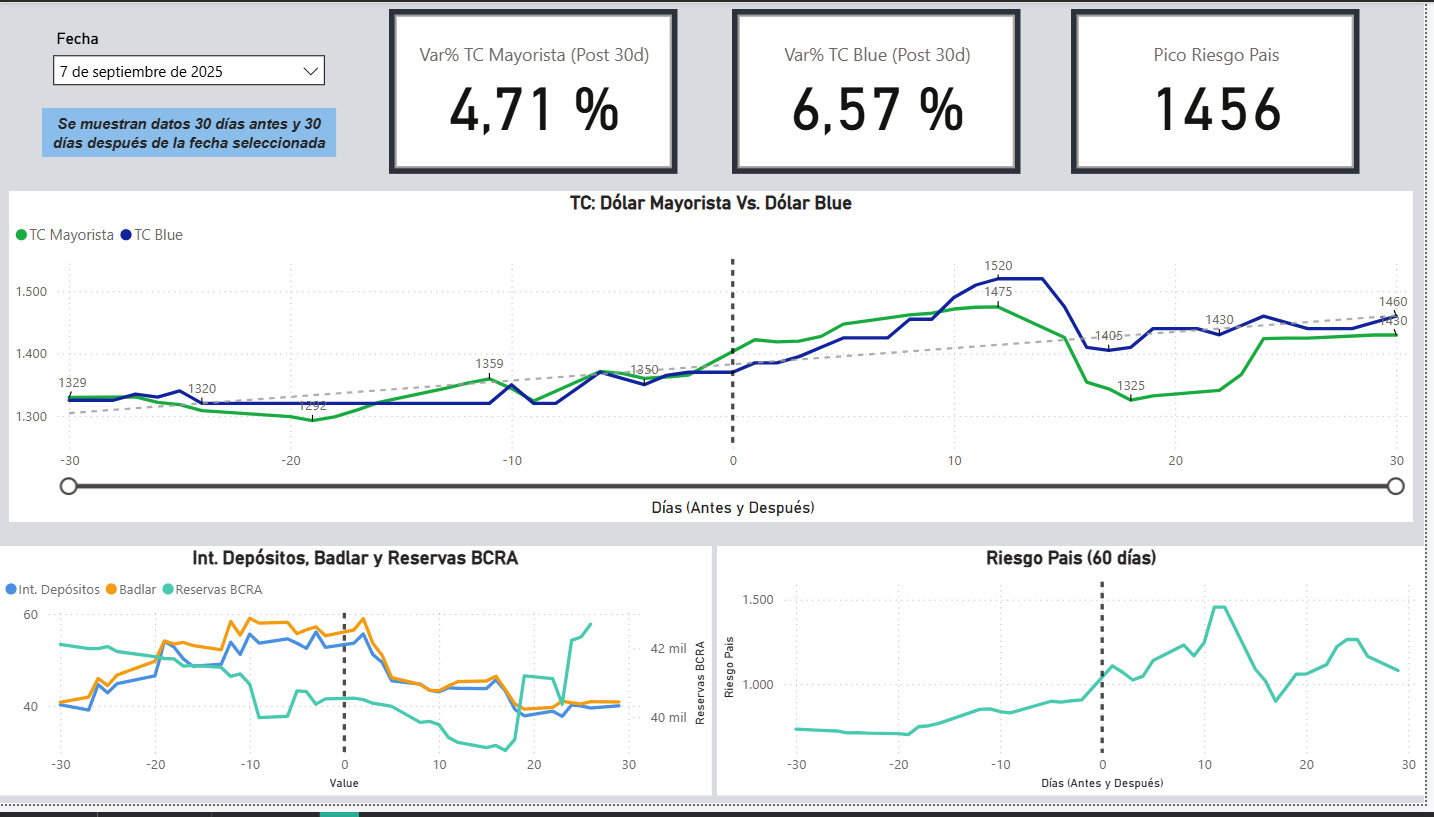 Fecha
7 de septiembre de 2025
Se muestran datos 30 días antes y 30
días después de la fecha seleccionada
Var% TC Mayorista (Post 30d)
4,71 %
Var% TC Blue (Post 30d)
6,57 %
Pico Riesgo Pais
1456
TC: Dólar Mayorista Vs. Dólar Blue
TC Mayorista TC Blue
1.500
1.400
1.300
1329
1320
1292
1359
1350
1520
1475
1405
1325
1430
1460
1430
-30 -20 -10 0 10 20 30
Días (Antes y Después)
Int. Depósitos, Badlar y Reservas BCRA
Int. Depósitos Badlar Reservas BCRA
60
40
42 mil
40 mil
Reservas BCRA
-30 -20 -10 0 10 20 30
Value
Riesgo Pais (60 días)
1.500
1.000
Riesgo Pais
-30 -20 -10 0 10 20 30
Días (Antes y Después)